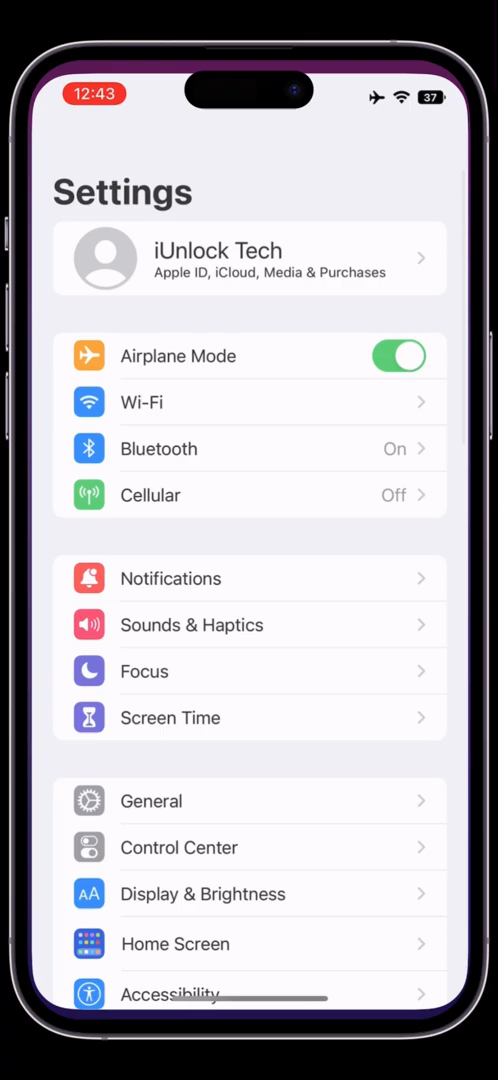 12:43
37
Settings
iUnlock Tech
Apple ID, iCloud, Media & Purchases
Airplane Mode
Wi-Fi
Bluetooth On
Cellular Off
Notifications
Sounds & Haptics
Focus
Screen Time
General
Control Center
AA Display & Brightness
Home Screen
Accessibility